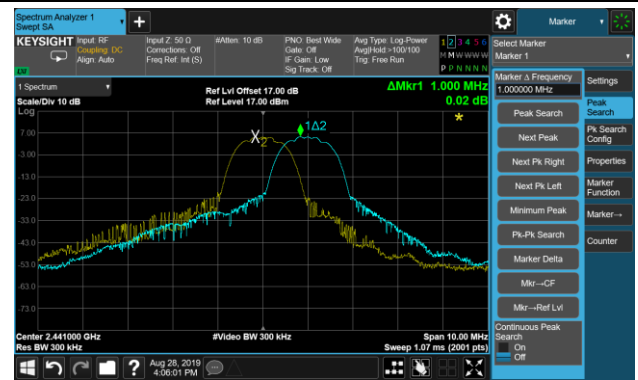 Spectrum Analyzer 1
Swept SA
Marker
KEYSIGHT Input: RF
Coupling: DC
Align: Auto
Input Z: 50 Ω
Corrections: Off
Freq Ref: Int (S)
#Atten: 10 dB
PNO: Best Wide
Gate: Off
IF Gain: Low
Sig Track: Off
Avg Type: Log-Power
Avg|Hold:>100/100
Trig: Free Run
1 2 3 4 5 6
M M W W W W
P P N N N N
LXI
Select Marker
Marker 1
1 Spectrum
Scale/Div 10 dB
Log
Ref Lvl Offset 17.00 dB
Ref Level 17.00 dBm
ΔMkr1 1.000 MHz
0.02 dB
7.00
-3.00
-13.0
-23.0
-33.0
-43.0
-53.0
-63.0
-73.0
X2
1Δ2
*
Center 2.441000 GHz
Res BW 300 kHz
#Video BW 300 kHz
Span 10.00 MHz
Sweep 1.07 ms (2001 pts)
Marker Δ Frequency
1.000000 MHz
Peak Search
Next Peak
Next Pk Right
Next Pk Left
Minimum Peak
Pk-Pk Search
Marker Delta
Mkr→CF
Mkr→Ref Lvl
Continuous Peak
Search
On
Off
Settings
Peak
Search
Pk Search
Config
Properties
Marker
Function
Marker→
Counter
?
Aug 28, 2019
4:06:01 PM